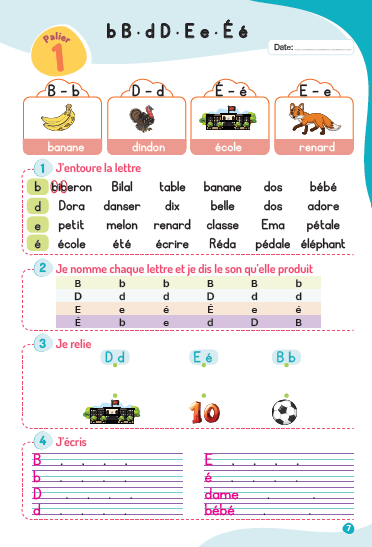 b B · d D · E e · É é
Palier
1
Date:
B - b D - d É - é E - e
banane dindon école renard
1 J'entoure la lettre
b biberon Bilal table banane dos bébé
d Dora danser dix belle dos adore
e petit melon renard classe Ema pétale
é école été écrire Réda pédale éléphant
2 Je nomme chaque lettre et je dis le son qu'elle produit
B b b B B b
D d d D d d
E e é É e é
É b e d D B
3 Je relie
D d E é B b
10
4 J'écris
B . . . . E . . . .
b . . . . é . . . .
D . . . . dame . .
d . . . . bébé . .
7